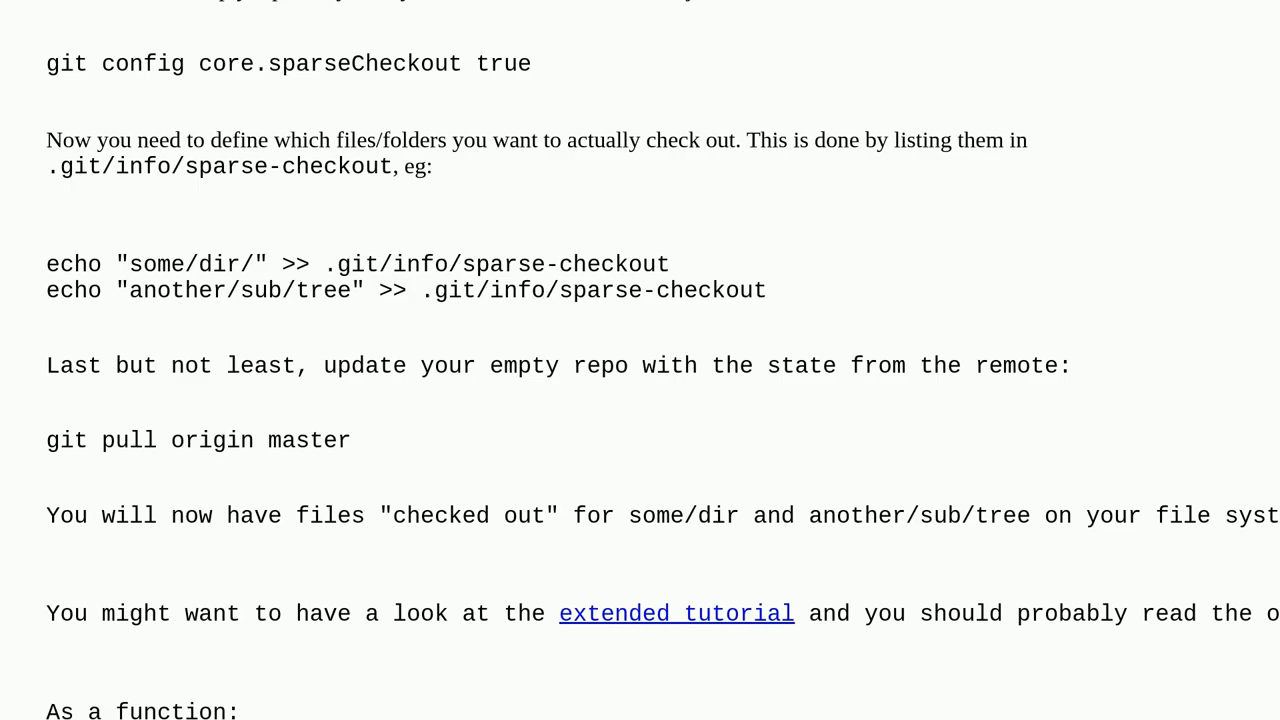 git config core.sparseCheckout true
Now you need to define which files/folders you want to actually check out. This is done by listing them in
.git/info/sparse-checkout, eg:
echo "some/dir/" >> .git/info/sparse-checkout
echo "another/sub/tree" >> .git/info/sparse-checkout
Last but not least, update your empty repo with the state from the remote:
git pull origin master
You will now have files "checked out" for some/dir and another/sub/tree on your file syst
You might want to have a look at the extended tutorial and you should probably read the o
As a function: